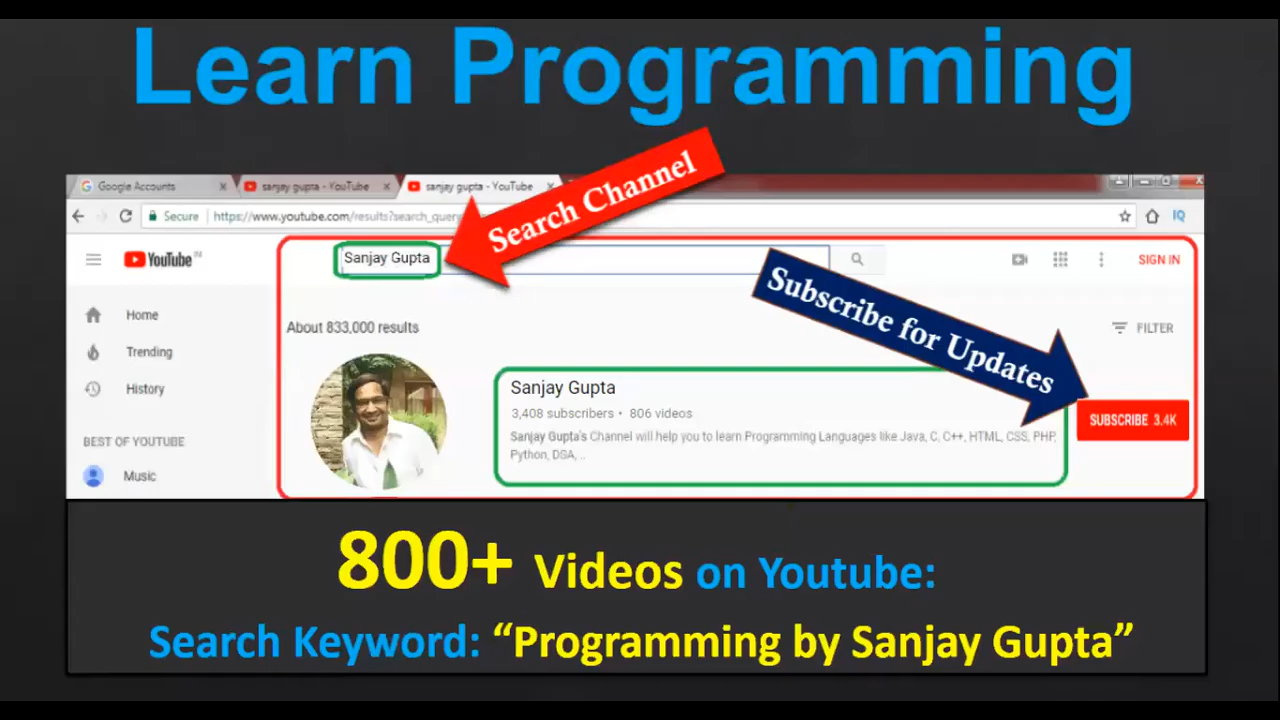 Learn Programming
Google Accounts
sanjay gupta - YouTube
sanjay gupta - YouTube
Search Channel
Secure
https://www.youtube.com/results?search_query
IQ
YouTube IN
Sanjay Gupta
SIGN IN
Subscribe for Updates
Home
About 833,000 results
FILTER
Trending
History
Sanjay Gupta
3,408 subscribers • 806 videos
SUBSCRIBE 3.4K
Sanjay Gupta's Channel will help you to learn Programming Languages like Java, C, C++, HTML, CSS, PHP,
Python, DSA, ...
BEST OF YOUTUBE
Music
800+ Videos on Youtube:
Search Keyword: “Programming by Sanjay Gupta”